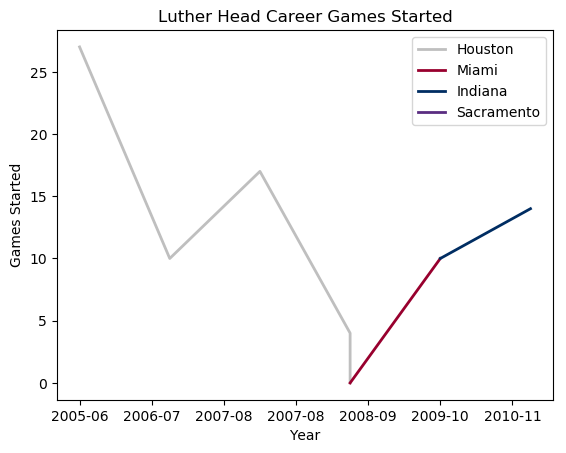 Luther Head Career Games Started
Houston
Miami
Indiana
Sacramento
Games Started
25
20
15
10
5
0
2005-06 2006-07 2007-08 2007-08 2008-09 2009-10 2010-11
Year